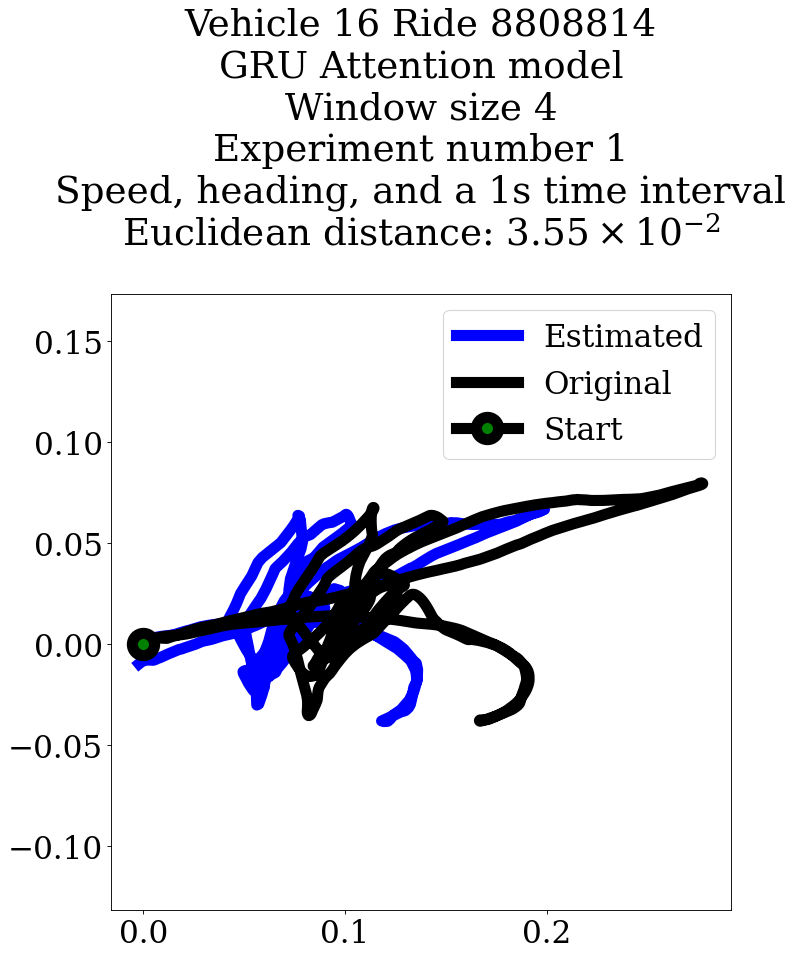 Vehicle 16 Ride 8808814
GRU Attention model
Window size 4
Experiment number 1
Speed, heading, and a 1s time interval
Euclidean distance: 3.55 × 10⁻²
Estimated
Original
Start
0.15
0.10
0.05
0.00
−0.05
−0.10
0.0 0.1 0.2